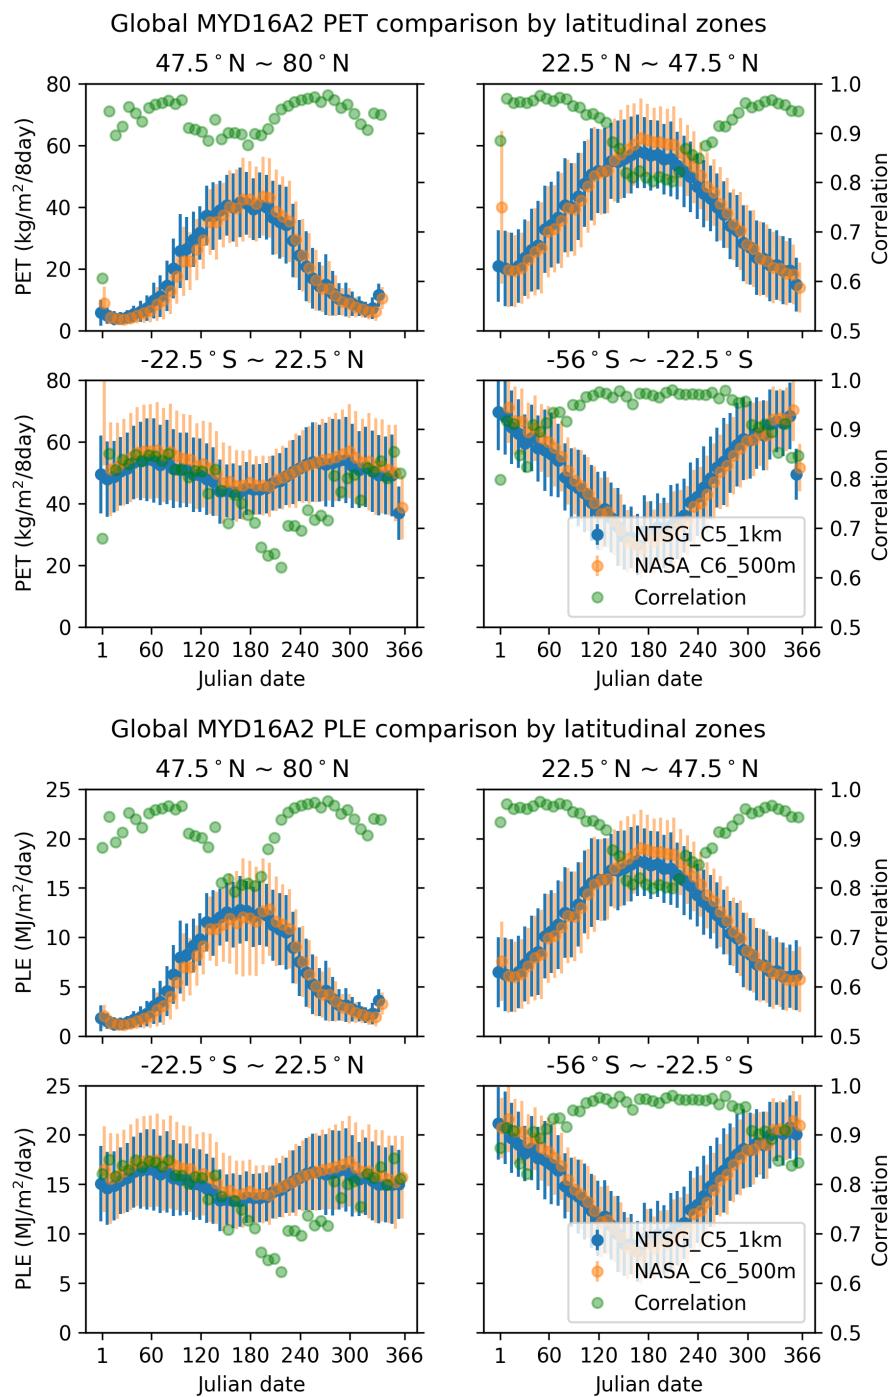 Global MYD16A2 PET comparison by latitudinal zones
47.5°N ~ 80°N
22.5°N ~ 47.5°N
80
60
40
20
0
PET (kg/m²/8day)
1.0
0.9
0.8
0.7
0.6
0.5
Correlation
-22.5°S ~ 22.5°N
-56°S ~ -22.5°S
80
60
40
20
0
PET (kg/m²/8day)
1.0
0.9
0.8
0.7
0.6
0.5
Correlation
NTSG_C5_1km
NASA_C6_500m
Correlation
1 60 120 180 240 300 366
1 60 120 180 240 300 366
Julian date
Julian date
Global MYD16A2 PLE comparison by latitudinal zones
47.5°N ~ 80°N
22.5°N ~ 47.5°N
25
20
15
10
5
0
PLE (MJ/m²/day)
1.0
0.9
0.8
0.7
0.6
0.5
Correlation
-22.5°S ~ 22.5°N
-56°S ~ -22.5°S
25
20
15
10
5
0
PLE (MJ/m²/day)
1.0
0.9
0.8
0.7
0.6
0.5
Correlation
NTSG_C5_1km
NASA_C6_500m
Correlation
1 60 120 180 240 300 366
1 60 120 180 240 300 366
Julian date
Julian date